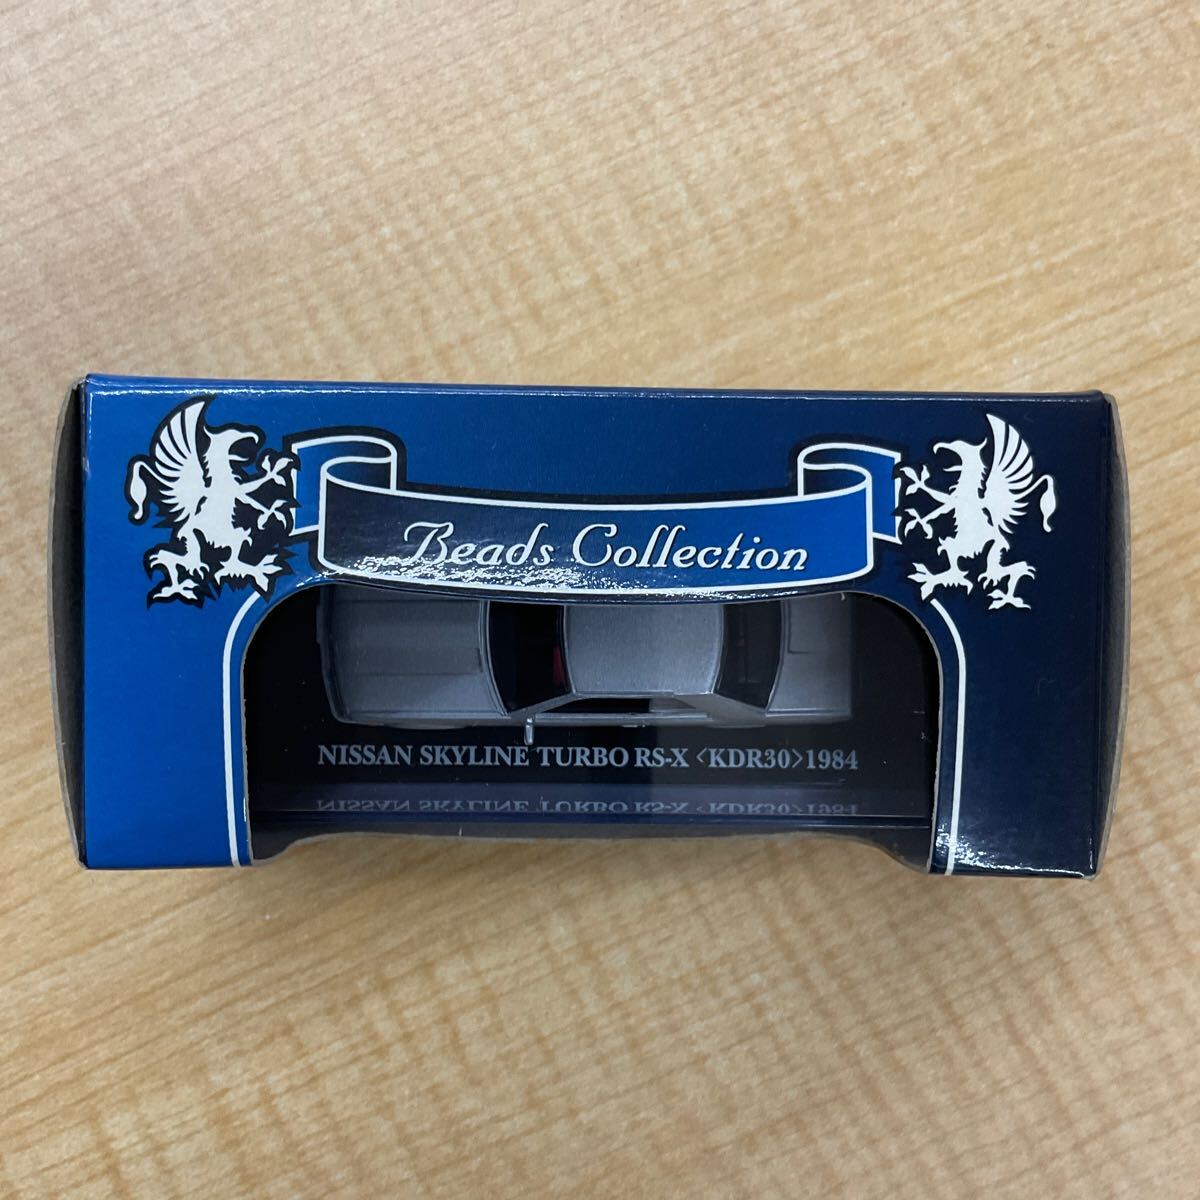 Beads Collection
NISSAN SKYLINE TURBO RS-X <KDR30>1984